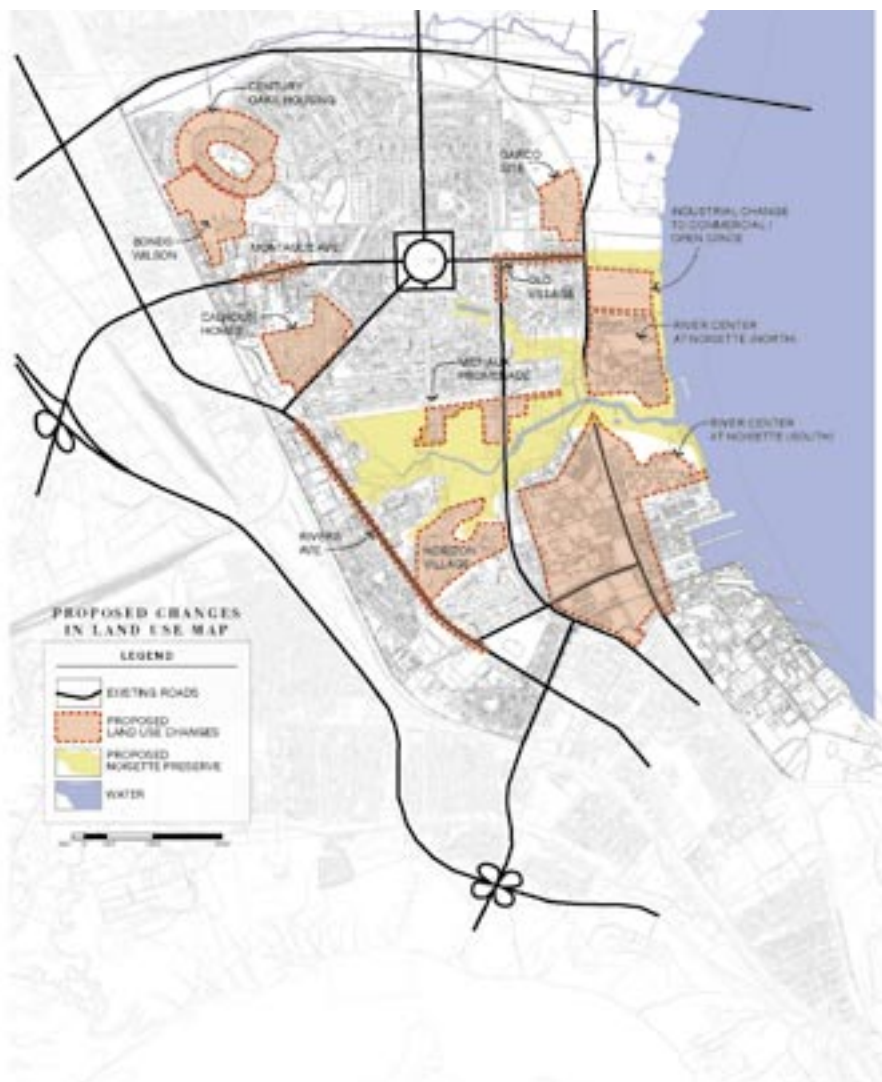 CENTURY
OAKS HOUSING
GARCO
SITE
INDUSTRIAL CHANGE
TO COMMERCIAL /
OPEN SPACE
BONDS
WILSON
MONTAGUE AVE.
OLD
VILLAGE
CALHOUN
HOMES
RIVER CENTER
AT NOISETTE (NORTH)
PROMENADE
RIVER CENTER
AT NOISETTE (SOUTH)
RIVERS
AVE.
HORIZON
VILLAGE
PROPOSED CHANGES
IN LAND USE MAP
LEGEND
EXISTING ROADS
PROPOSED
LAND USE CHANGES
PROPOSED
NOISETTE PRESERVE
WATER